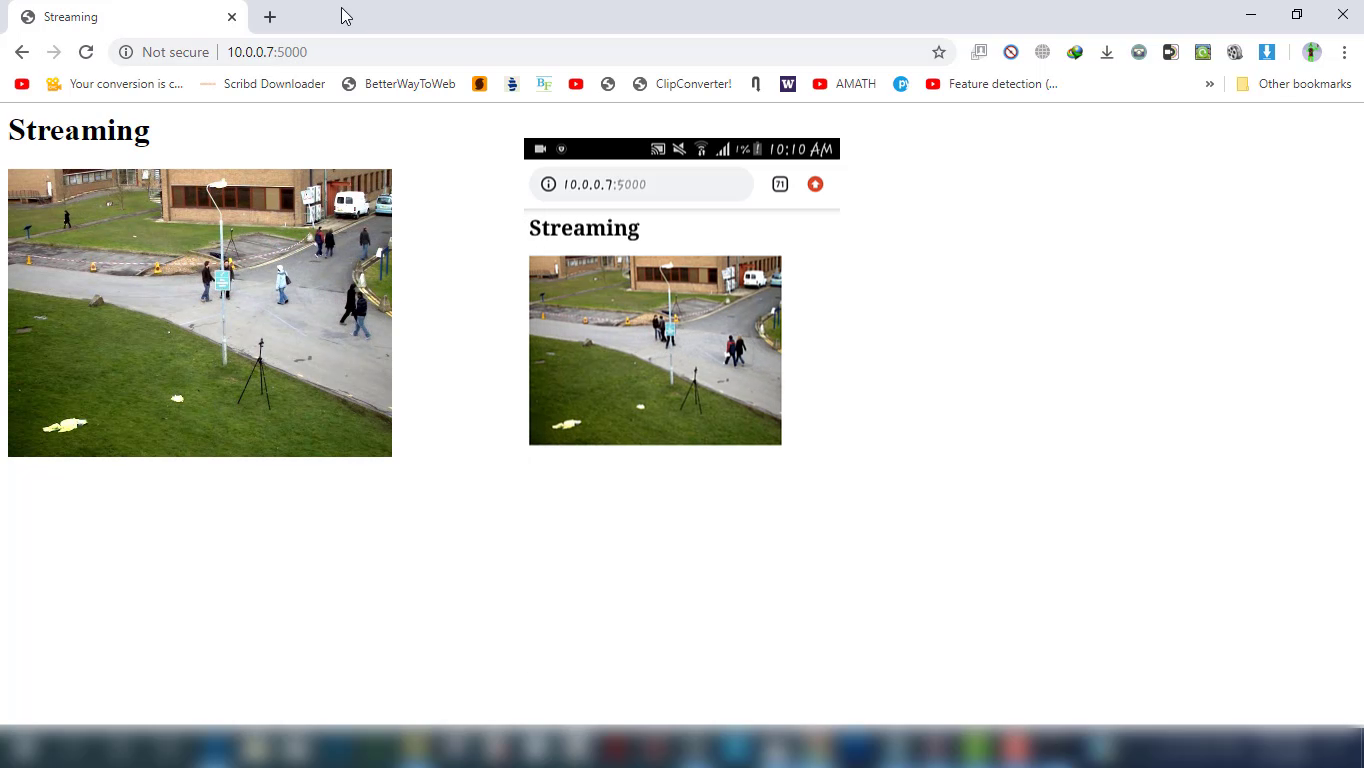 Streaming
Not secure 10.0.0.7:5000
Your conversion is c... Scribd Downloader BetterWayToWeb BF ClipConverter! W AMATH Feature detection (... » Other bookmarks
Streaming
1% 10:10 AM
10.0.0.7:5000 71
Streaming